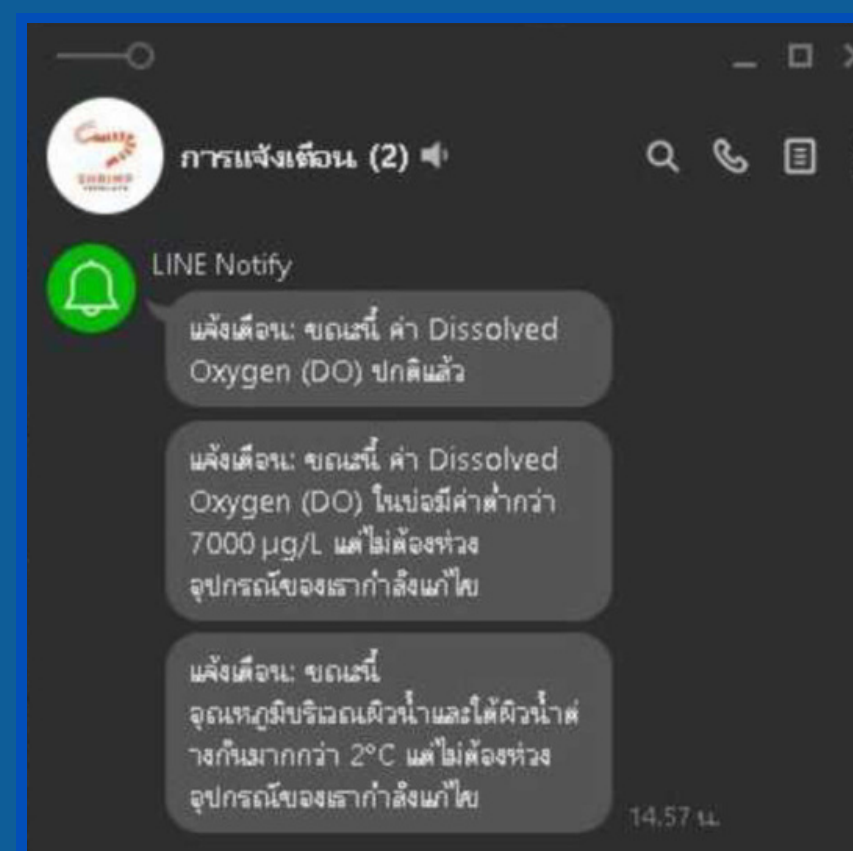 SHRIMP
การแจ้งเตือน (2)
LINE Notify
แจ้งเตือน: ขณะนี้ ค่า Dissolved
Oxygen (DO) ปกติแล้ว
แจ้งเตือน: ขณะนี้ ค่า Dissolved
Oxygen (DO) ในบ่อมีค่าต่ำกว่า
7000 µg/L แต่ไม่ต้องห่วง
อุปกรณ์ของเรากำลังแก้ไข
แจ้งเตือน: ขณะนี้
อุณหภูมิบริเวณผิวน้ำและใต้ผิวน้ำต่
างกันมากกว่า 2°C แต่ไม่ต้องห่วง
อุปกรณ์ของเรากำลังแก้ไข
14.57 น.